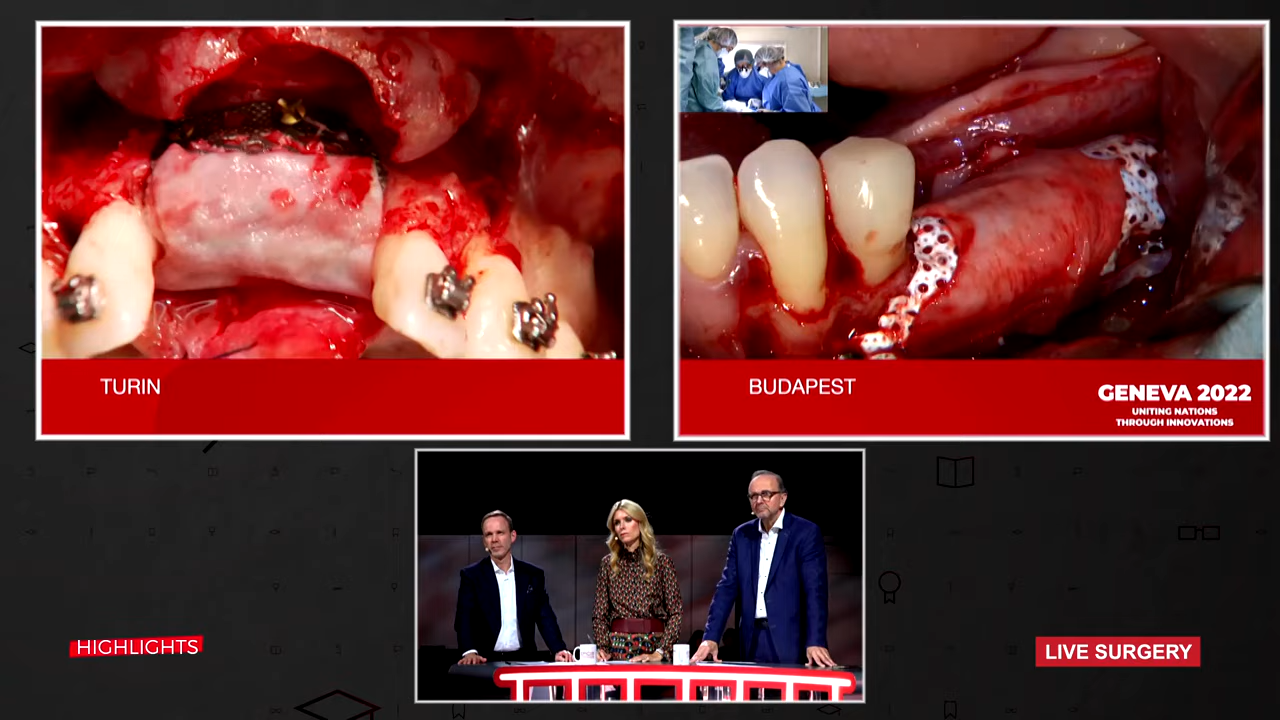 TURIN
BUDAPEST
GENEVA 2022
UNITING NATIONS
THROUGH INNOVATIONS
HIGHLIGHTS
LIVE SURGERY